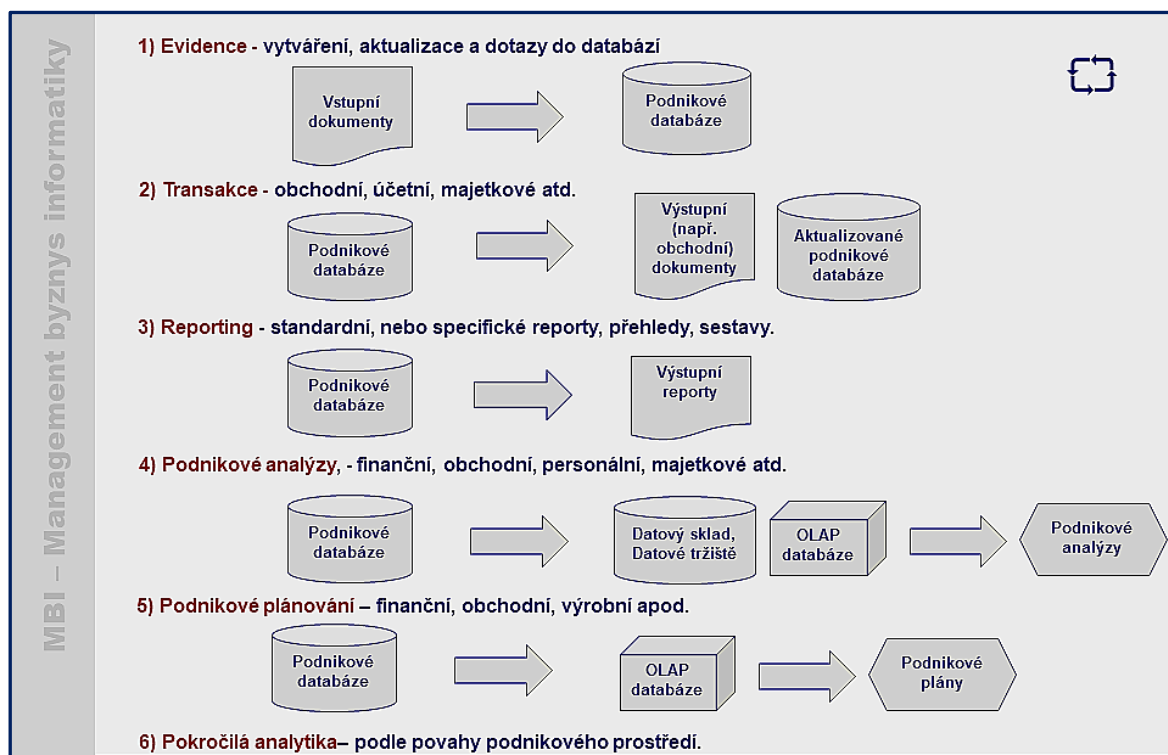 MBI – Management byznys informatiky
1) Evidence - vytváření, aktualizace a dotazy do databází
Vstupní
dokumenty
Podnikové
databáze
2) Transakce - obchodní, účetní, majetkové atd.
Podnikové
databáze
Výstupní
(např.
obchodní)
dokumenty
Aktualizované
podnikové
databáze
3) Reporting - standardní, nebo specifické reporty, přehledy, sestavy.
Podnikové
databáze
Výstupní
reporty
4) Podnikové analýzy, - finanční, obchodní, personální, majetkové atd.
Podnikové
databáze
Datový sklad,
Datové tržiště
OLAP
databáze
Podnikové
analýzy
5) Podnikové plánování – finanční, obchodní, výrobní apod.
Podnikové
databáze
OLAP
databáze
Podnikové
plány
6) Pokročilá analytika– podle povahy podnikového prostředí.